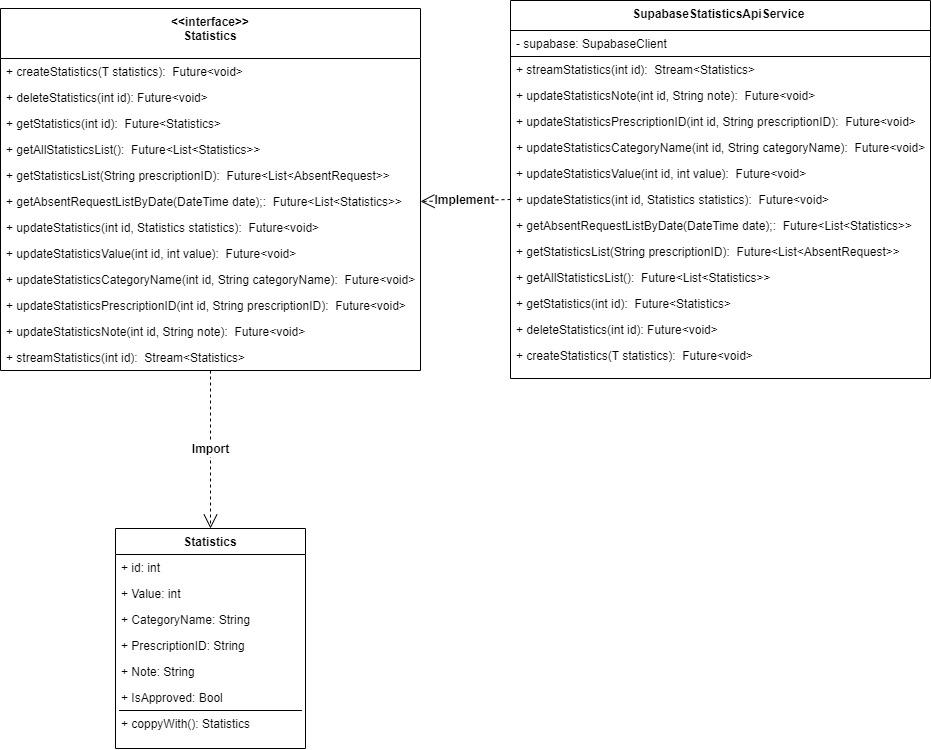 <<interface>>
Statistics
+ createStatistics(T statistics):  Future<void>
+ deleteStatistics(int id): Future<void>
+ getStatistics(int id):  Future<Statistics>
+ getAllStatisticsList():  Future<List<Statistics>>
+ getStatisticsList(String prescriptionID):  Future<List<AbsentRequest>>
+ getAbsentRequestListByDate(DateTime date);:  Future<List<Statistics>>
+ updateStatistics(int id, Statistics statistics):  Future<void>
+ updateStatisticsValue(int id, int value):  Future<void>
+ updateStatisticsCategoryName(int id, String categoryName):  Future<void>
+ updateStatisticsPrescriptionID(int id, String prescriptionID):  Future<void>
+ updateStatisticsNote(int id, String note):  Future<void>
+ streamStatistics(int id):  Stream<Statistics>
Implement
SupabaseStatisticsApiService
- supabase: SupabaseClient
+ streamStatistics(int id):  Stream<Statistics>
+ updateStatisticsNote(int id, String note):  Future<void>
+ updateStatisticsPrescriptionID(int id, String prescriptionID):  Future<void>
+ updateStatisticsCategoryName(int id, String categoryName):  Future<void>
+ updateStatisticsValue(int id, int value):  Future<void>
+ updateStatistics(int id, Statistics statistics):  Future<void>
+ getAbsentRequestListByDate(DateTime date);:  Future<List<Statistics>>
+ getStatisticsList(String prescriptionID):  Future<List<AbsentRequest>>
+ getAllStatisticsList():  Future<List<Statistics>>
+ getStatistics(int id):  Future<Statistics>
+ deleteStatistics(int id): Future<void>
+ createStatistics(T statistics):  Future<void>
Import
Statistics
+ id: int
+ Value: int
+ CategoryName: String
+ PrescriptionID: String
+ Note: String
+ IsApproved: Bool
+ coppyWith(): Statistics